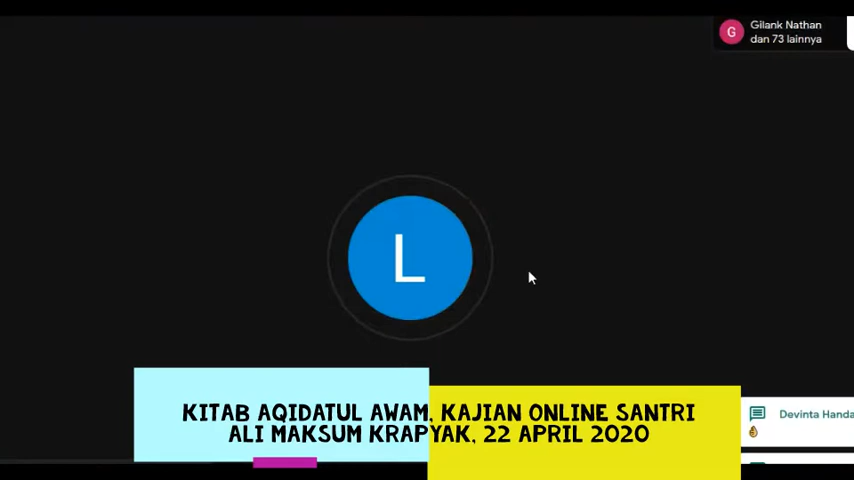 G
Gilank Nathan
dan 73 lainnya
L
KITAB AQIDATUL AWAM, KAJIAN ONLINE SANTRI
ALI MAKSUM KRAPYAK, 22 APRIL 2020
Devinta Handa